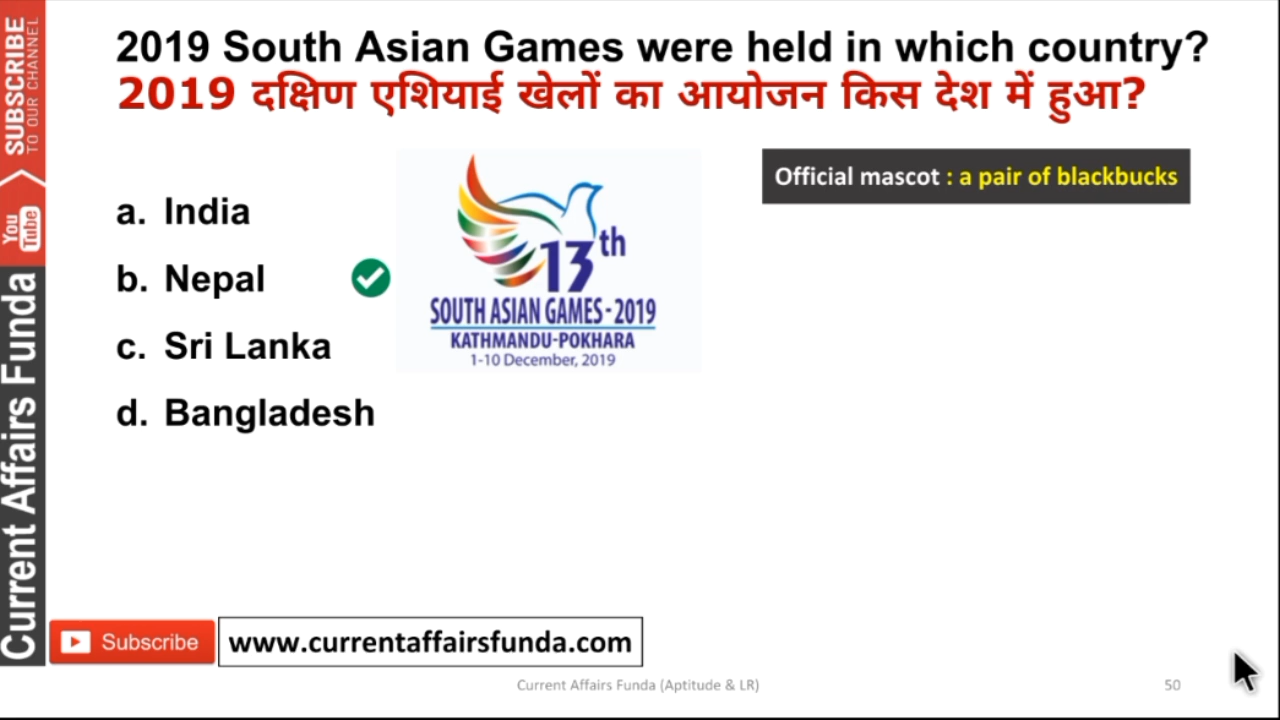 2019 South Asian Games were held in which country?
2019 दक्षिण एशियाई खेलों का आयोजन किस देश में हुआ?
Official mascot : a pair of blackbucks
a. India
b. Nepal
c. Sri Lanka
d. Bangladesh
13th
SOUTH ASIAN GAMES-2019
KATHMANDU-POKHARA
1-10 December, 2019
SUBSCRIBE
TO OUR CHANNEL
You
Tube
Current Affairs Funda
Subscribe
www.currentaffairsfunda.com
Current Affairs Funda (Aptitude & LR)
50